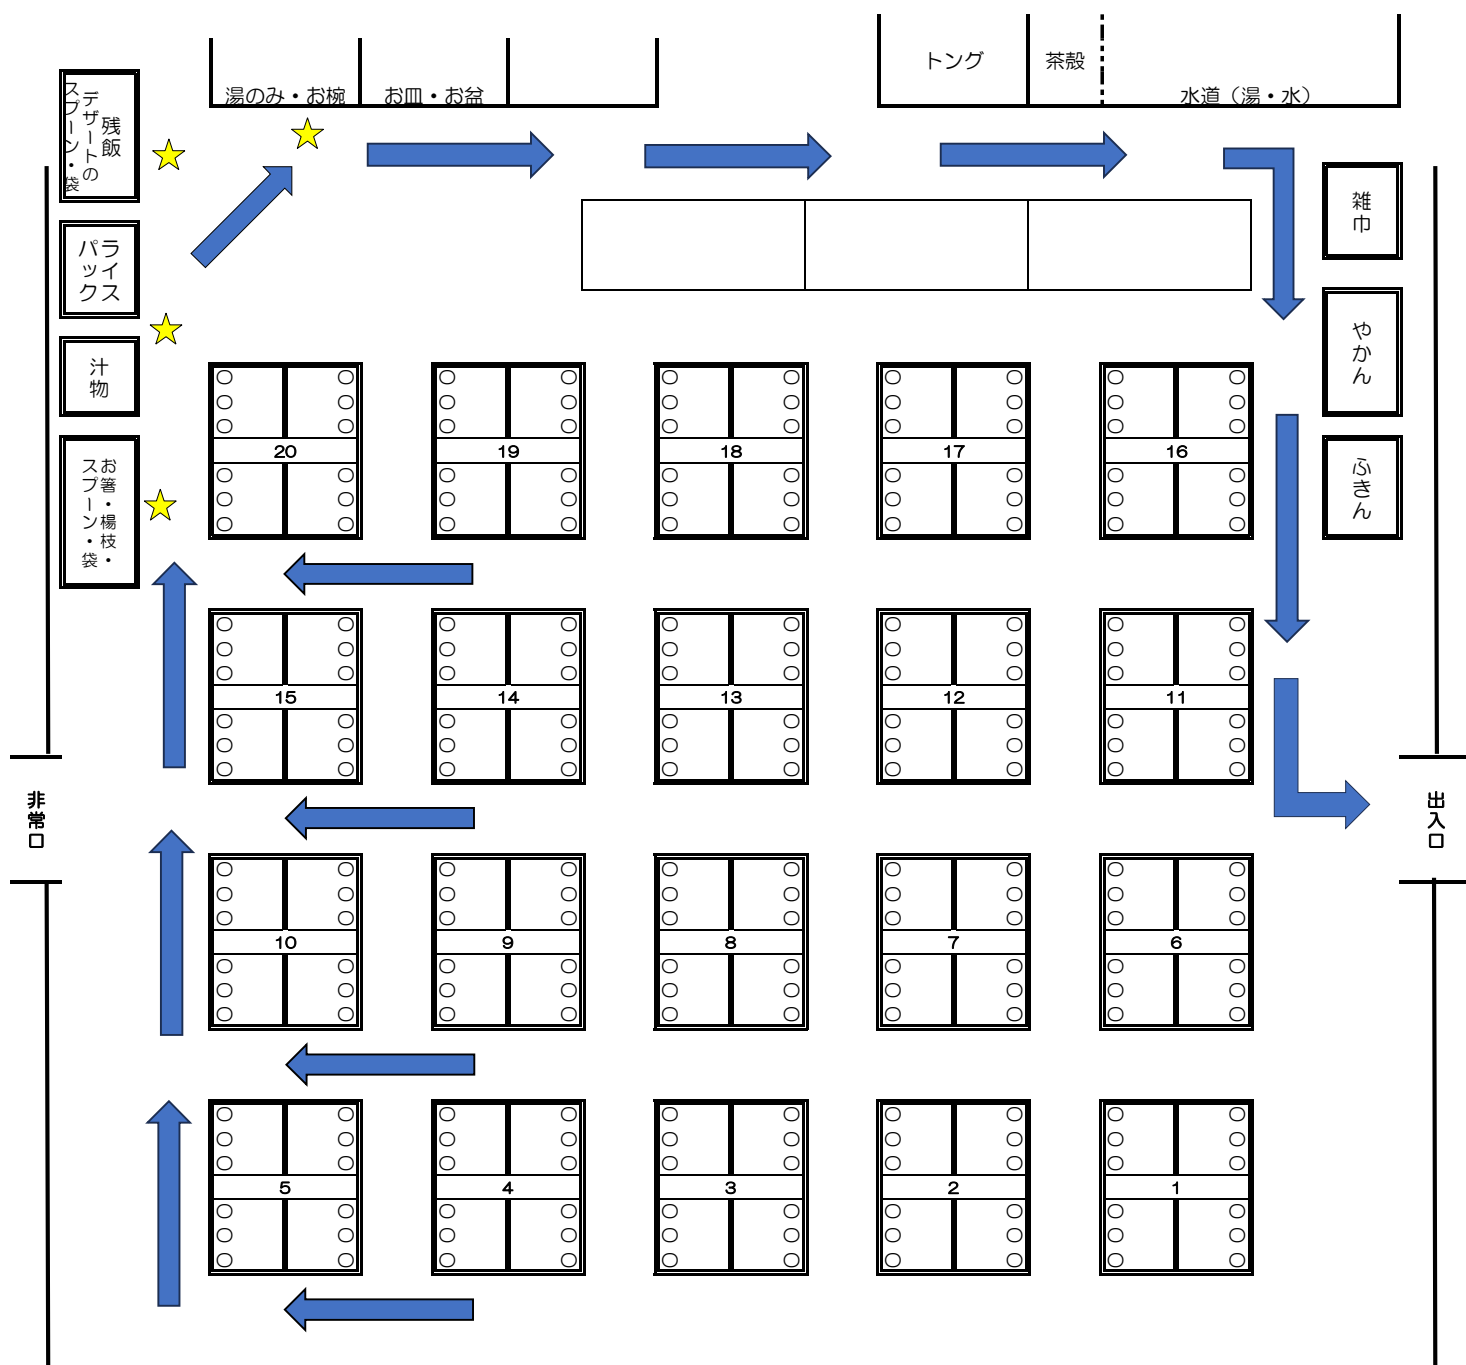 トング
茶殻
湯のみ・お椀
お皿・お盆
水道（湯・水）
残飯
デザートの
スプーン・袋
ライス
パック
汁物
お箸・楊枝・
スプーン・袋
雑巾
やかん
ふきん
20
19
18
17
16
15
14
13
12
11
非常口
出入口
10
9
8
7
6
5
4
3
2
1